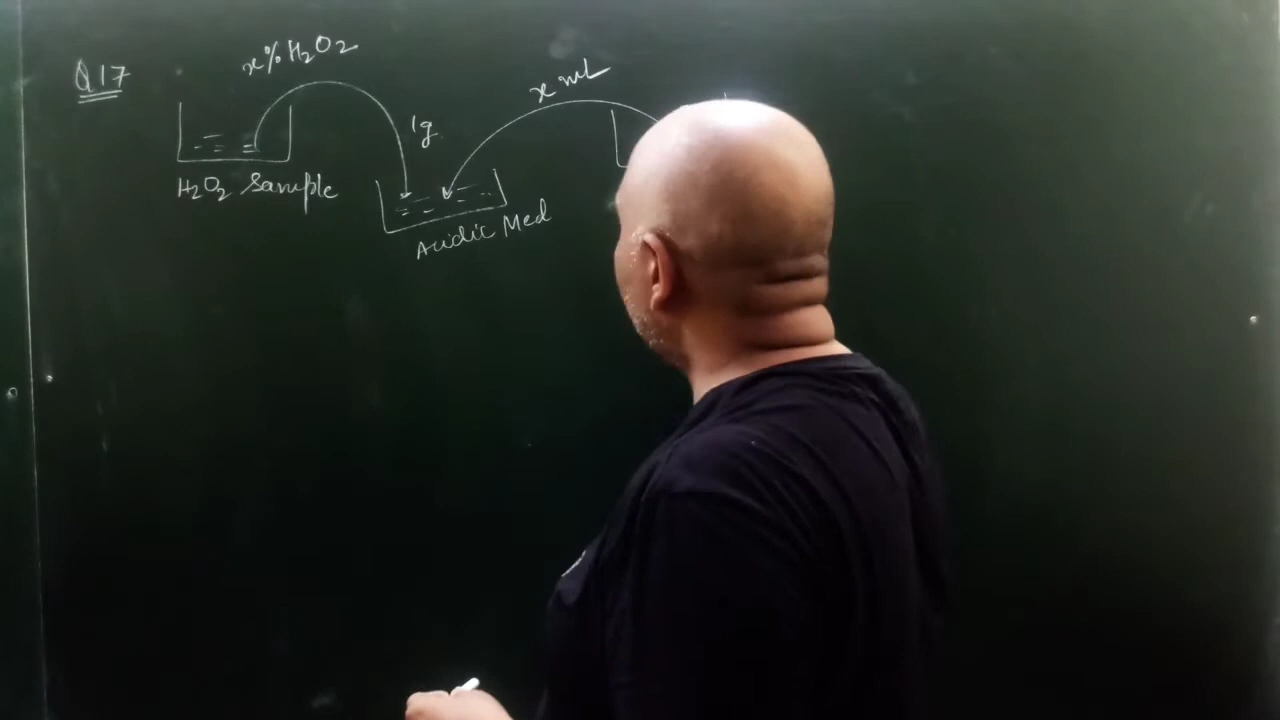 Q17
x% H2O2
x mL
1g
H2O2 Sample
Acidic Med